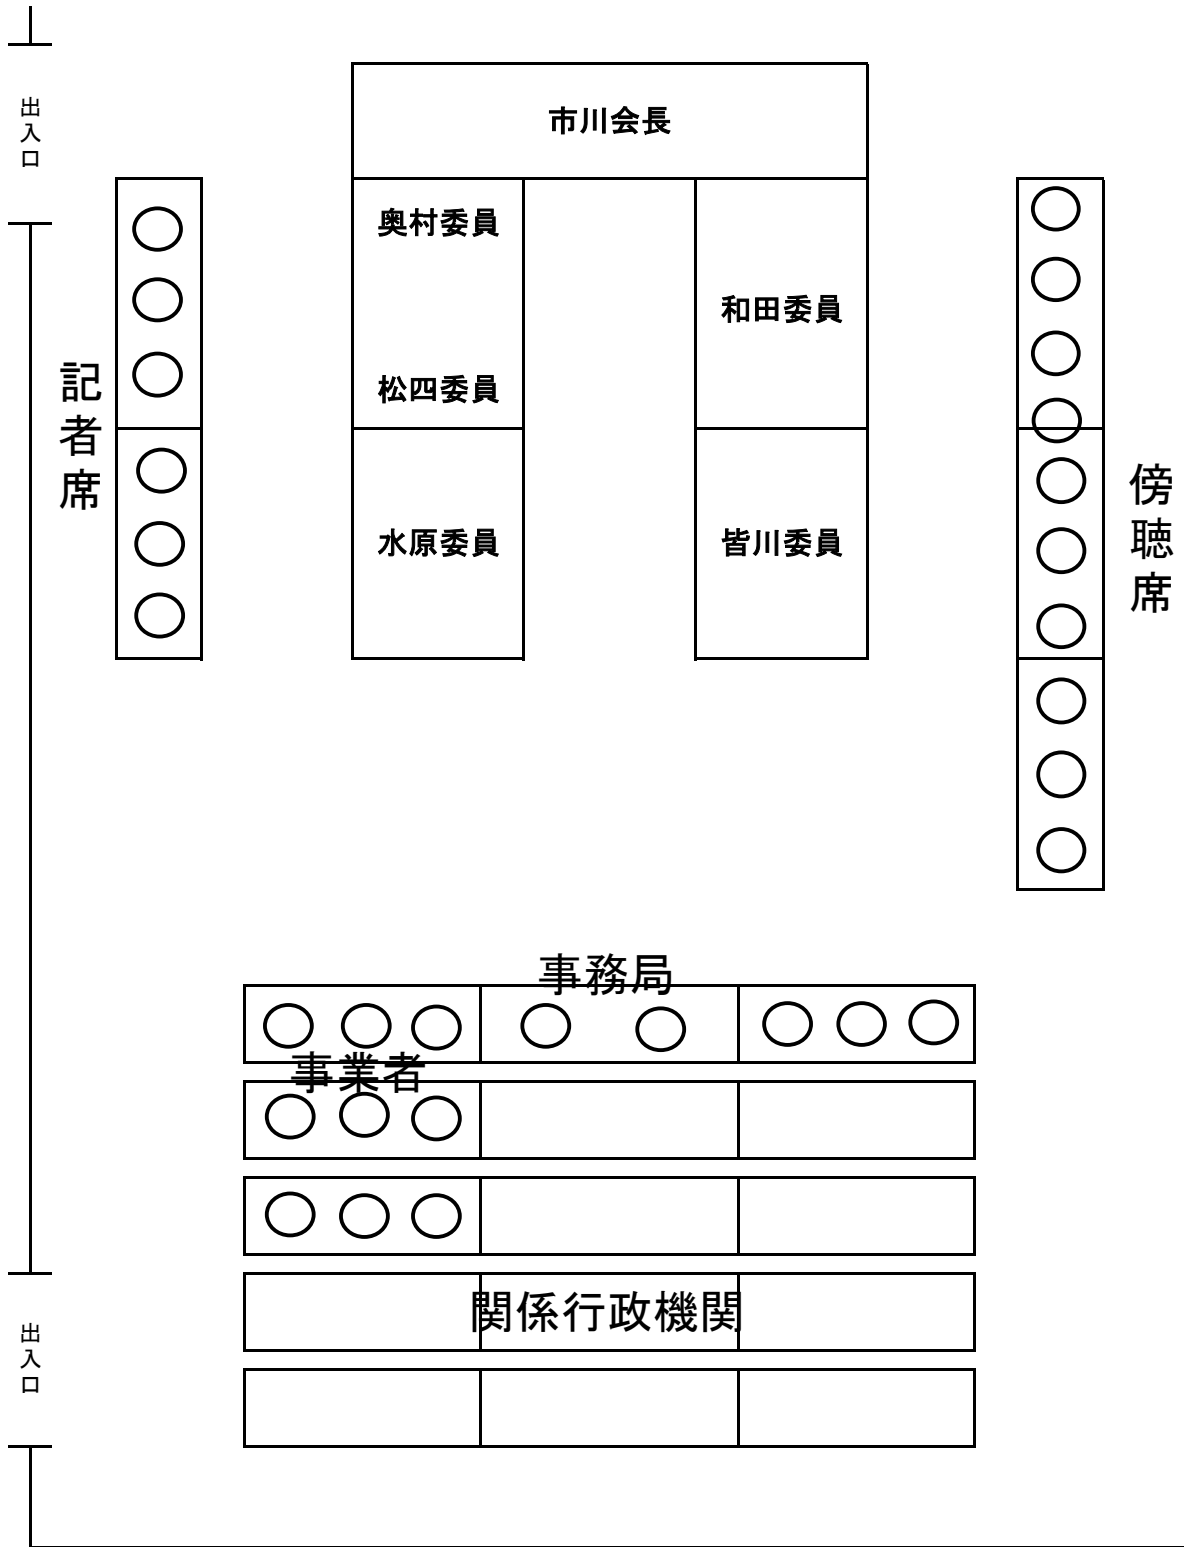 出入口
市川会長
奥村委員
和田委員
松四委員
記者席
傍聴席
水原委員
皆川委員
事務局
事業者
関係行政機関
出入口